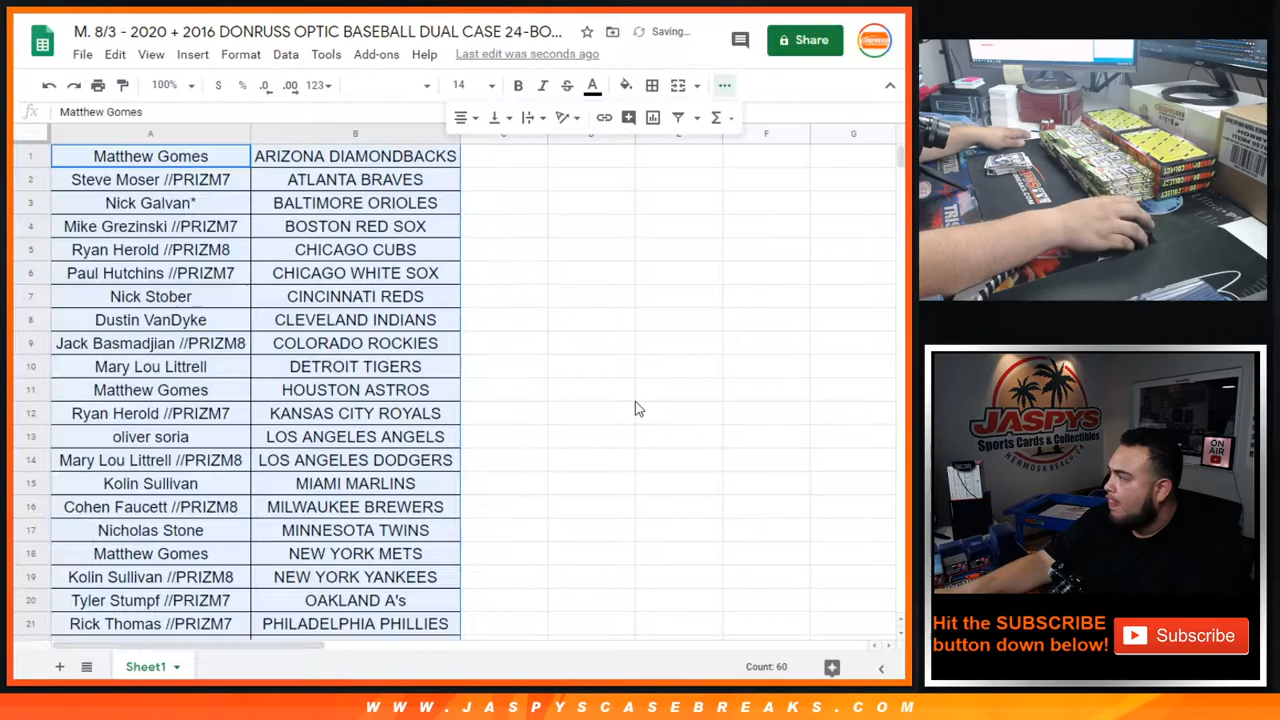 M. 8/3 - 2020 + 2016 DONRUSS OPTIC BASEBALL DUAL CASE 24-BO...
Saving...
Share
File Edit View Insert Format Data Tools Add-ons Help Last edit was seconds ago
100% $ % .0 .00 123 14 B I S A
fx Matthew Gomes
A B C D E F G
1 Matthew Gomes ARIZONA DIAMONDBACKS
2 Steve Moser //PRIZM7 ATLANTA BRAVES
3 Nick Galvan* BALTIMORE ORIOLES
4 Mike Grezinski //PRIZM7 BOSTON RED SOX
5 Ryan Herold //PRIZM8 CHICAGO CUBS
6 Paul Hutchins //PRIZM7 CHICAGO WHITE SOX
7 Nick Stober_ CINCINNATI REDS
8 Dustin VanDyke CLEVELAND INDIANS
9 Jack Basmadjian //PRIZM8 COLORADO ROCKIES
10 Mary Lou Littrell DETROIT TIGERS
11 Matthew Gomes HOUSTON ASTROS
12 Ryan Herold //PRIZM7 KANSAS CITY ROYALS
13 oliver soria LOS ANGELES ANGELS
14 Mary Lou Littrell //PRIZM8 LOS ANGELES DODGERS
15 Kolin Sullivan MIAMI MARLINS
16 Cohen Faucett //PRIZM8 MILWAUKEE BREWERS
17 Nicholas Stone MINNESOTA TWINS
18 Matthew Gomes NEW YORK METS
19 Kolin Sullivan //PRIZM8 NEW YORK YANKEES
20 Tyler Stumpf //PRIZM7 OAKLAND A's
21 Rick Thomas //PRIZM7 PHILADELPHIA PHILLIES
Sheet1
Count: 60
JASPYS
Sports Cards & Collectibles
HERMOSA BEACH, CA
ON AIR
Hit the SUBSCRIBE
button down below!
Subscribe
WWW.JASPYSCASEBREAKS.COM